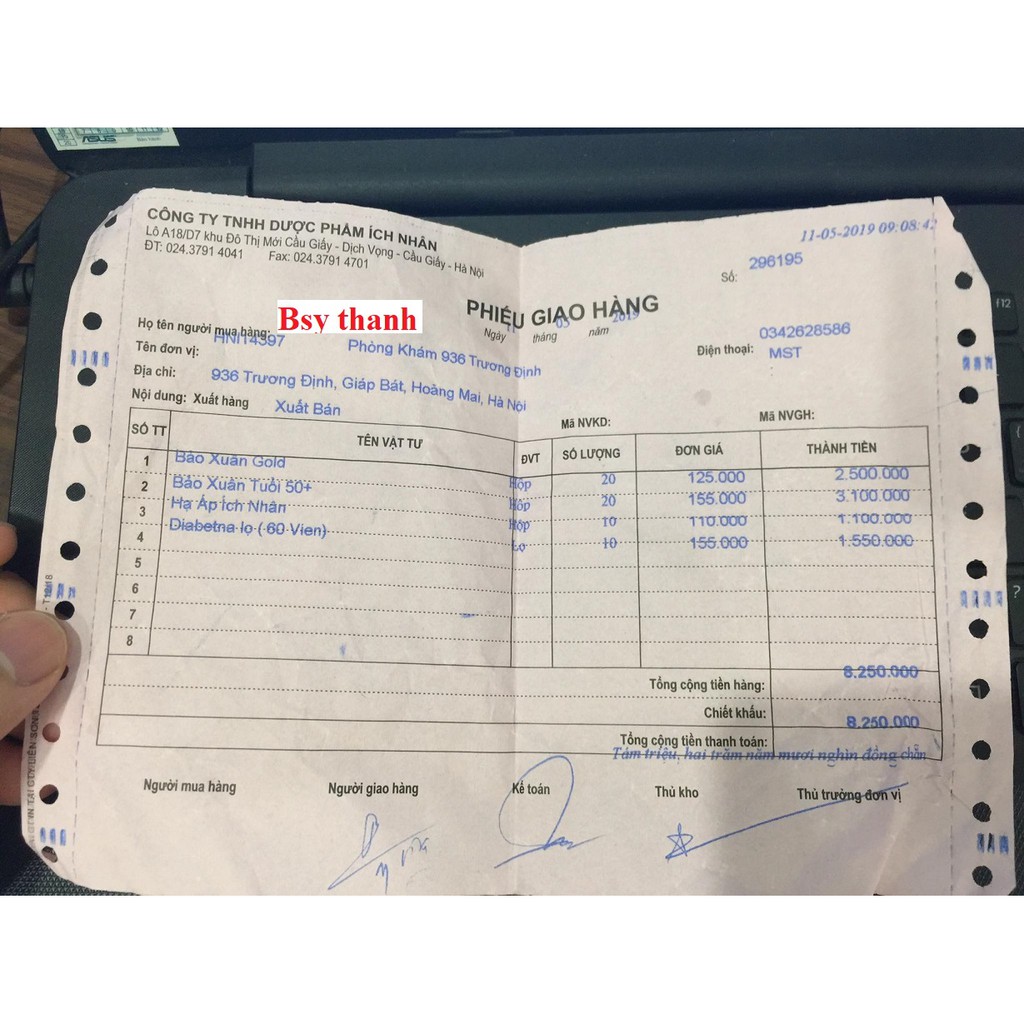 ASUS
CÔNG TY TNHH DƯỢC PHẨM ÍCH NHÂN
Lô A18/D7 khu Đô Thị Mới Cầu Giấy - Dịch Vọng - Cầu Giấy - Hà Nội
ĐT: 024.3791 4041 Fax: 024.3791 4701
11-05-2019 09:08:42
Số: 296195
PHIẾU GIAO HÀNG
Ngày 11 tháng 05 năm 2019
Họ tên người mua hàng: Bsy thanh
HNI14397 Phòng Khám 936 Trương Định
Tên đơn vị:
Điện thoại: 0342628586
MST
Địa chỉ: 936 Trương Định, Giáp Bát, Hoàng Mai, Hà Nội
Nội dung: Xuất hàng Xuất Bán
Mã NVKD: Mã NVGH:
SỐ TT TÊN VẬT TƯ ĐVT SỐ LƯỢNG ĐƠN GIÁ THÀNH TIỀN
1 Bảo Xuân Gold Hộp 20 125.000 2.500.000
2 Bảo Xuân Tuổi 50+ Hộp 20 155.000 3.100.000
3 Hạ Áp Ích Nhân Hộp 10 110.000 1.100.000
4 Diabetna lọ ( 60 Vien) Lo 10 155.000 1.550.000
5
6
7
8
Tổng cộng tiền hàng: 8.250.000
Chiết khấu:
Tổng cộng tiền thanh toán: 8.250.000
Tám triệu, hai trăm năm mươi nghìn đồng chẵn
Người mua hàng Người giao hàng Kế toán Thủ kho Thủ trưởng đơn vị
f12
?